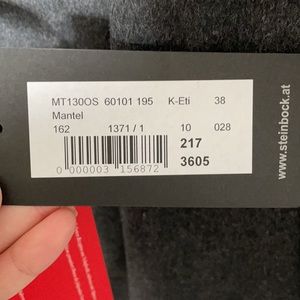 MT130OS 60101 195 K-Eti 38
Mantel
162 1371 / 1 10 028
217
0 000003 156872 3605
www.steinbock.at